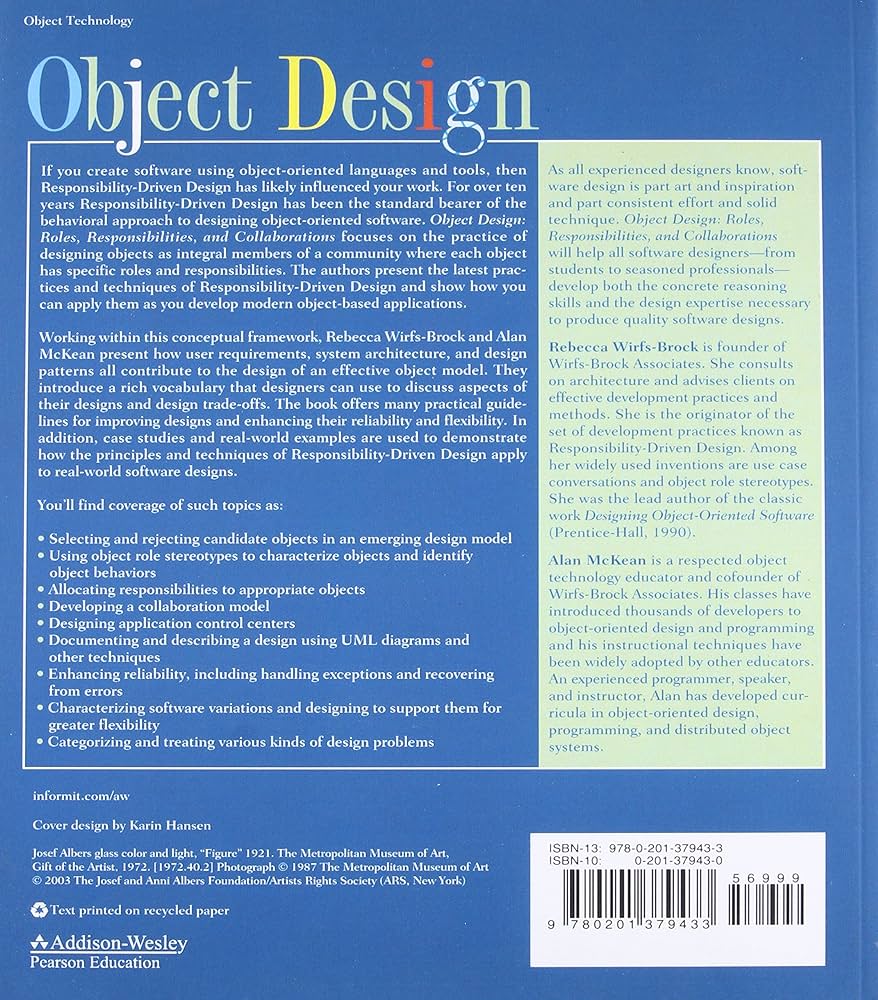 Object Technology
Object Design
If you create software using object-oriented languages and tools, then
Responsibility-Driven Design has likely influenced your work. For over ten
years Responsibility-Driven Design has been the standard bearer of the
behavioral approach to designing object-oriented software. Object Design:
Roles, Responsibilities, and Collaborations focuses on the practice of
designing objects as integral members of a community where each object
has specific roles and responsibilities. The authors present the latest prac-
tices and techniques of Responsibility-Driven Design and show how you
can apply them as you develop modern object-based applications.
Working within this conceptual framework, Rebecca Wirfs-Brock and Alan
McKean present how user requirements, system architecture, and design
patterns all contribute to the design of an effective object model. They
introduce a rich vocabulary that designers can use to discuss aspects of
their designs and design trade-offs. The book offers many practical guide-
lines for improving designs and enhancing their reliability and flexibility. In
addition, case studies and real-world examples are used to demonstrate
how the principles and techniques of Responsibility-Driven Design apply
to real-world software designs.
You'll find coverage of such topics as:
• Selecting and rejecting candidate objects in an emerging design model
• Using object role stereotypes to characterize objects and identify
object behaviors
• Allocating responsibilities to appropriate objects
• Developing a collaboration model
• Designing application control centers
• Documenting and describing a design using UML diagrams and
other techniques
• Enhancing reliability, including handling exceptions and recovering
from errors
• Characterizing software variations and designing to support them for
greater flexibility
• Categorizing and treating various kinds of design problems
As all experienced designers know, soft-
ware design is part art and inspiration
and part consistent effort and solid
technique. Object Design: Roles,
Responsibilities, and Collaborations
will help all software designers—from
students to seasoned professionals—
develop both the concrete reasoning
skills and the design expertise necessary
to produce quality software designs.
Rebecca Wirfs-Brock is founder of
Wirfs-Brock Associates. She consults
on architecture and advises clients on
effective development practices and
methods. She is the originator of the
set of development practices known as
Responsibility-Driven Design. Among
her widely used inventions are use case
conversations and object role stereotypes.
She was the lead author of the classic
work Designing Object-Oriented Software
(Prentice-Hall, 1990).
Alan McKean is a respected object
technology educator and cofounder of
Wirfs-Brock Associates. His classes have
introduced thousands of developers to
object-oriented design and programming
and his instructional techniques have
been widely adopted by other educators.
An experienced programmer, speaker,
and instructor, Alan has developed cur-
ricula in object-oriented design,
programming, and distributed object
systems.
informit.com/aw
Cover design by Karin Hansen
Josef Albers glass color and light, "Figure" 1921. The Metropolitan Museum of Art,
Gift of the Artist, 1972. [1972.40.2] Photograph © 1987 The Metropolitan Museum of Art
© 2003 The Josef and Anni Albers Foundation/Artists Rights Society (ARS, New York)
Text printed on recycled paper
Addison-Wesley
Pearson Education
ISBN-13: 978-0-201-37943-3
ISBN-10: 0-201-37943-0
56999
9 780201 379433